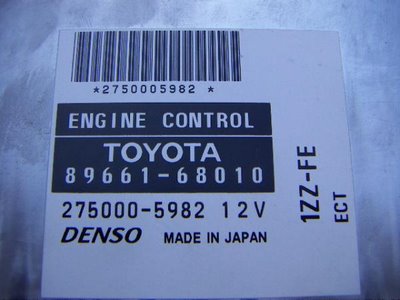 *2750005982 *
ENGINE CONTROL
TOYOTA
89661-68010
275000-5982 12V
DENSO MADE IN JAPAN
1ZZ-FE
ECT